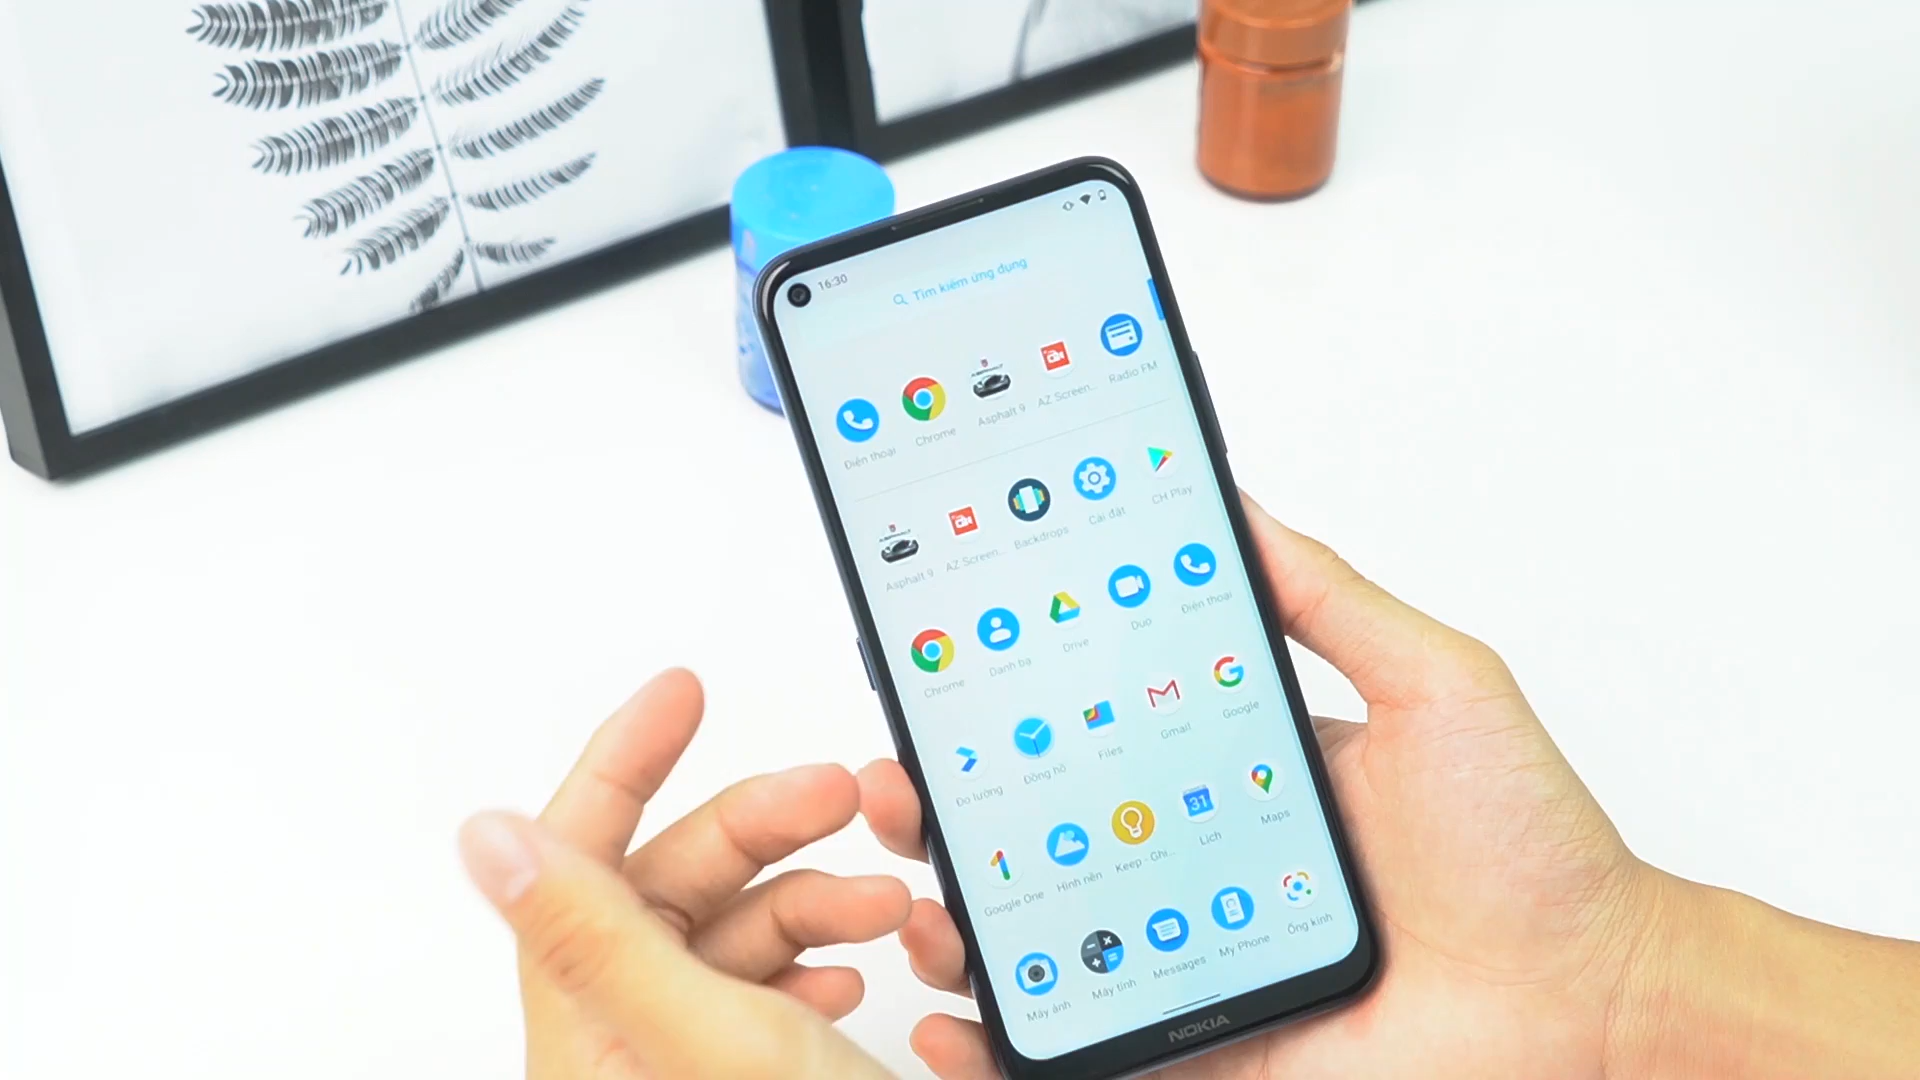 16:30
Tìm kiếm ứng dụng
Điện thoại Chrome Asphalt 9 AZ Screen... Radio FM
Asphalt 9 AZ Screen... Backdrops Cài đặt CH Play
Chrome Danh bạ Drive Duo Điện thoại
Đo lường Đồng hồ Files Gmail Google
Google One Hình nền Keep - Ghi... 31 Lịch Maps
Máy ảnh Máy tính Messages My Phone Ống kính
NOKIA